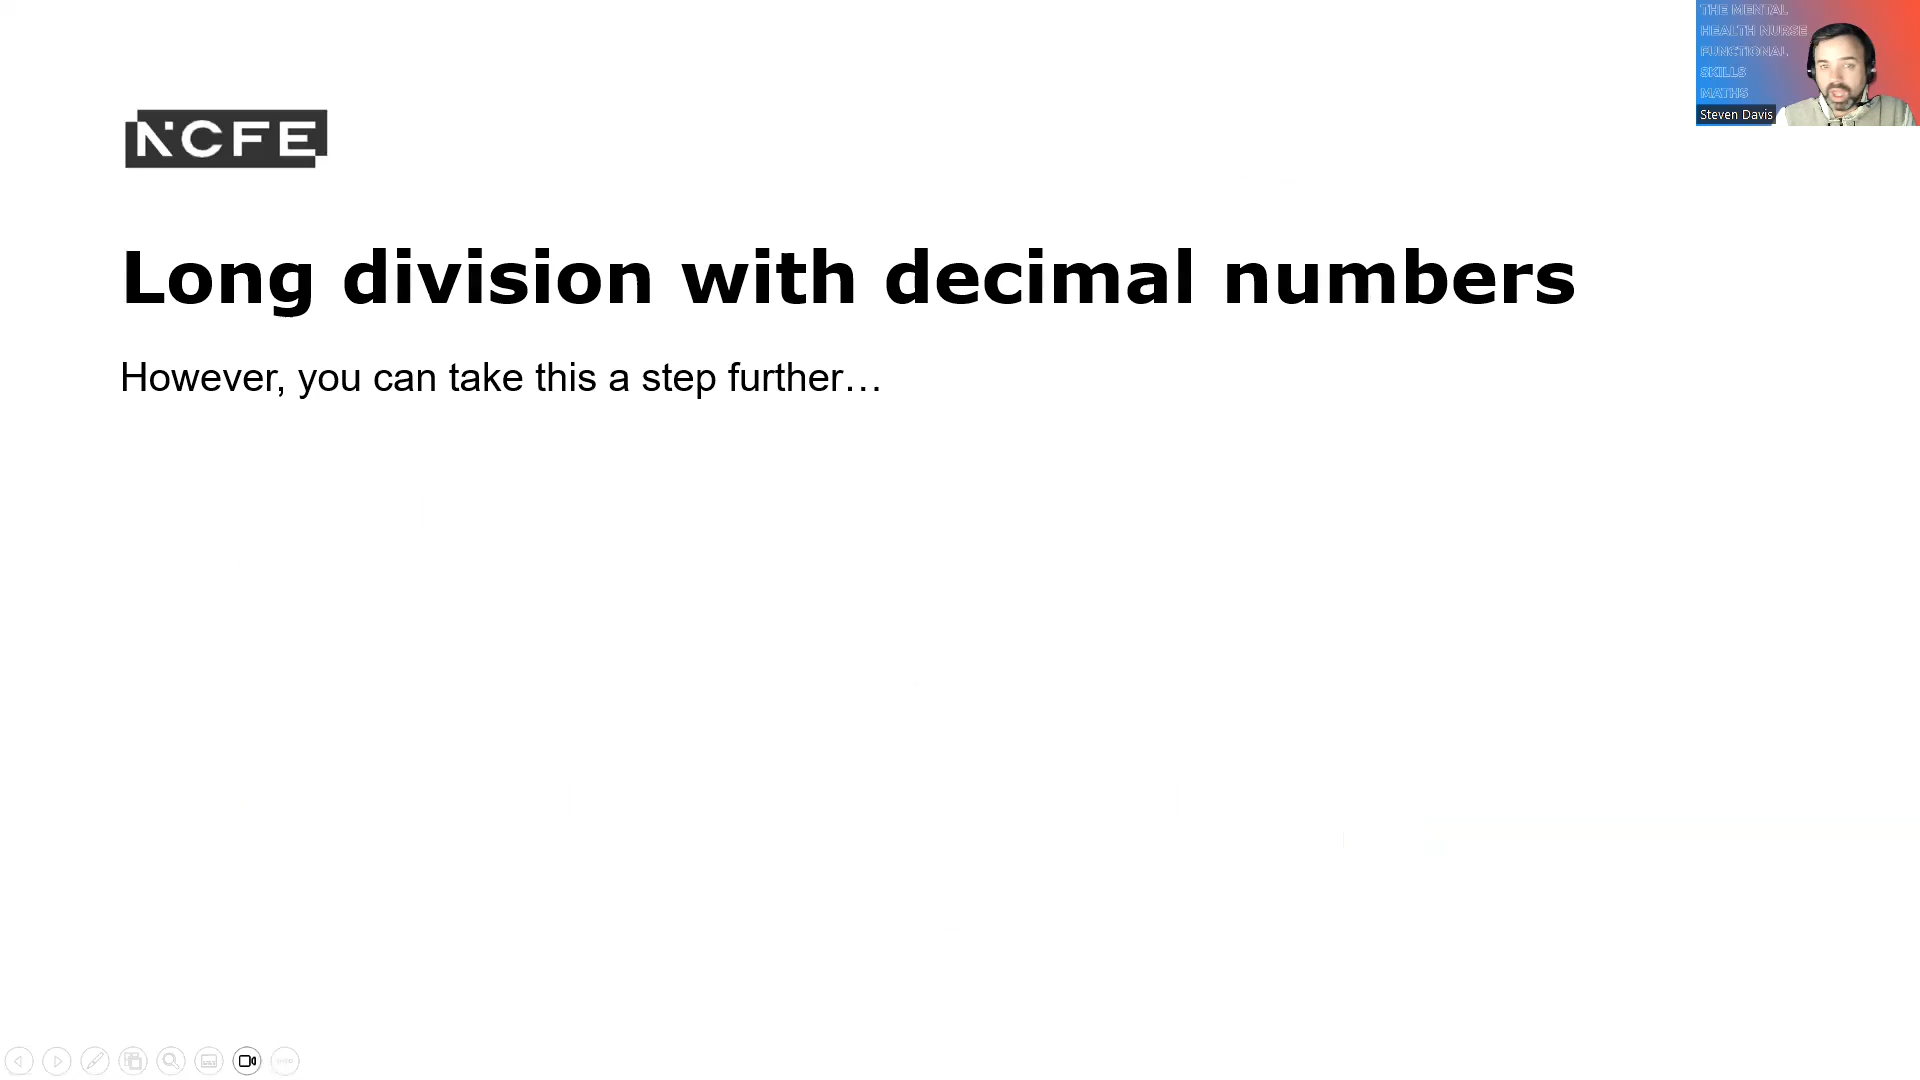 THE MENTAL
HEALTH NURSE
FUNCTIONAL
SKILLS
MATHS
Steven Davis
NCFE
Long division with decimal numbers
However, you can take this a step further…